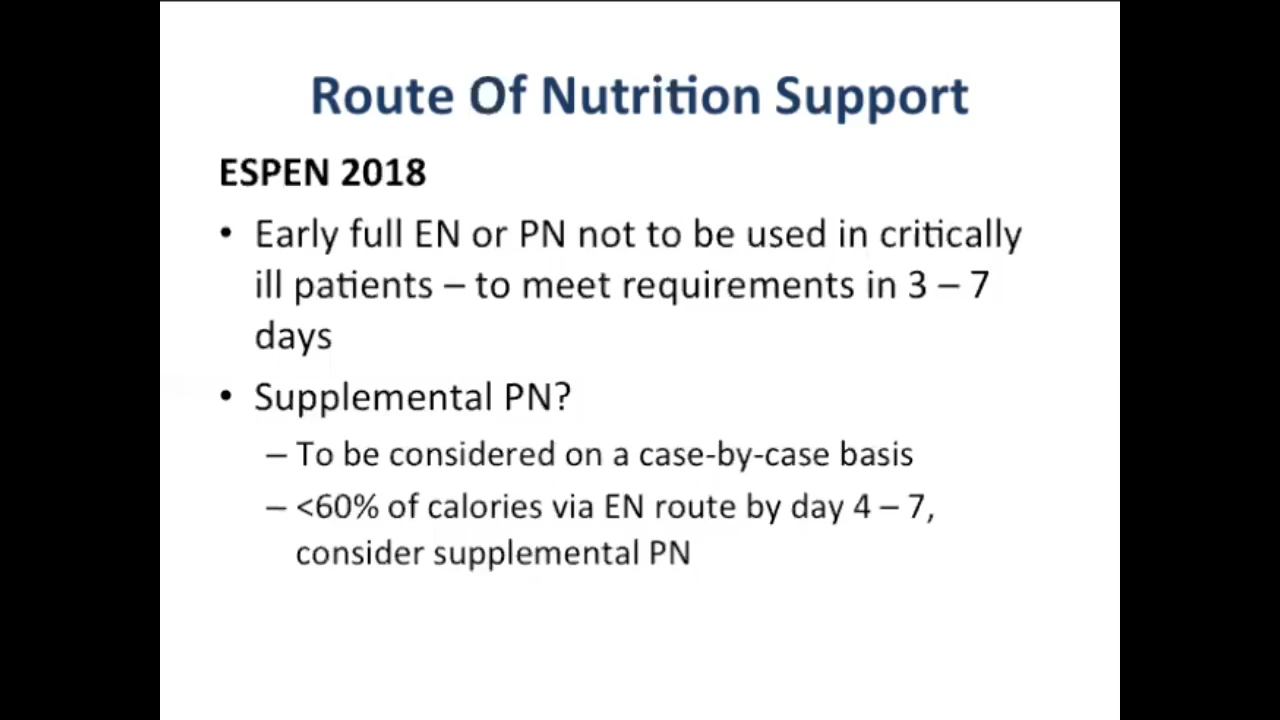 Route Of Nutrition Support
ESPEN 2018
• Early full EN or PN not to be used in critically
ill patients – to meet requirements in 3 – 7
days
• Supplemental PN?
– To be considered on a case-by-case basis
– <60% of calories via EN route by day 4 – 7,
consider supplemental PN